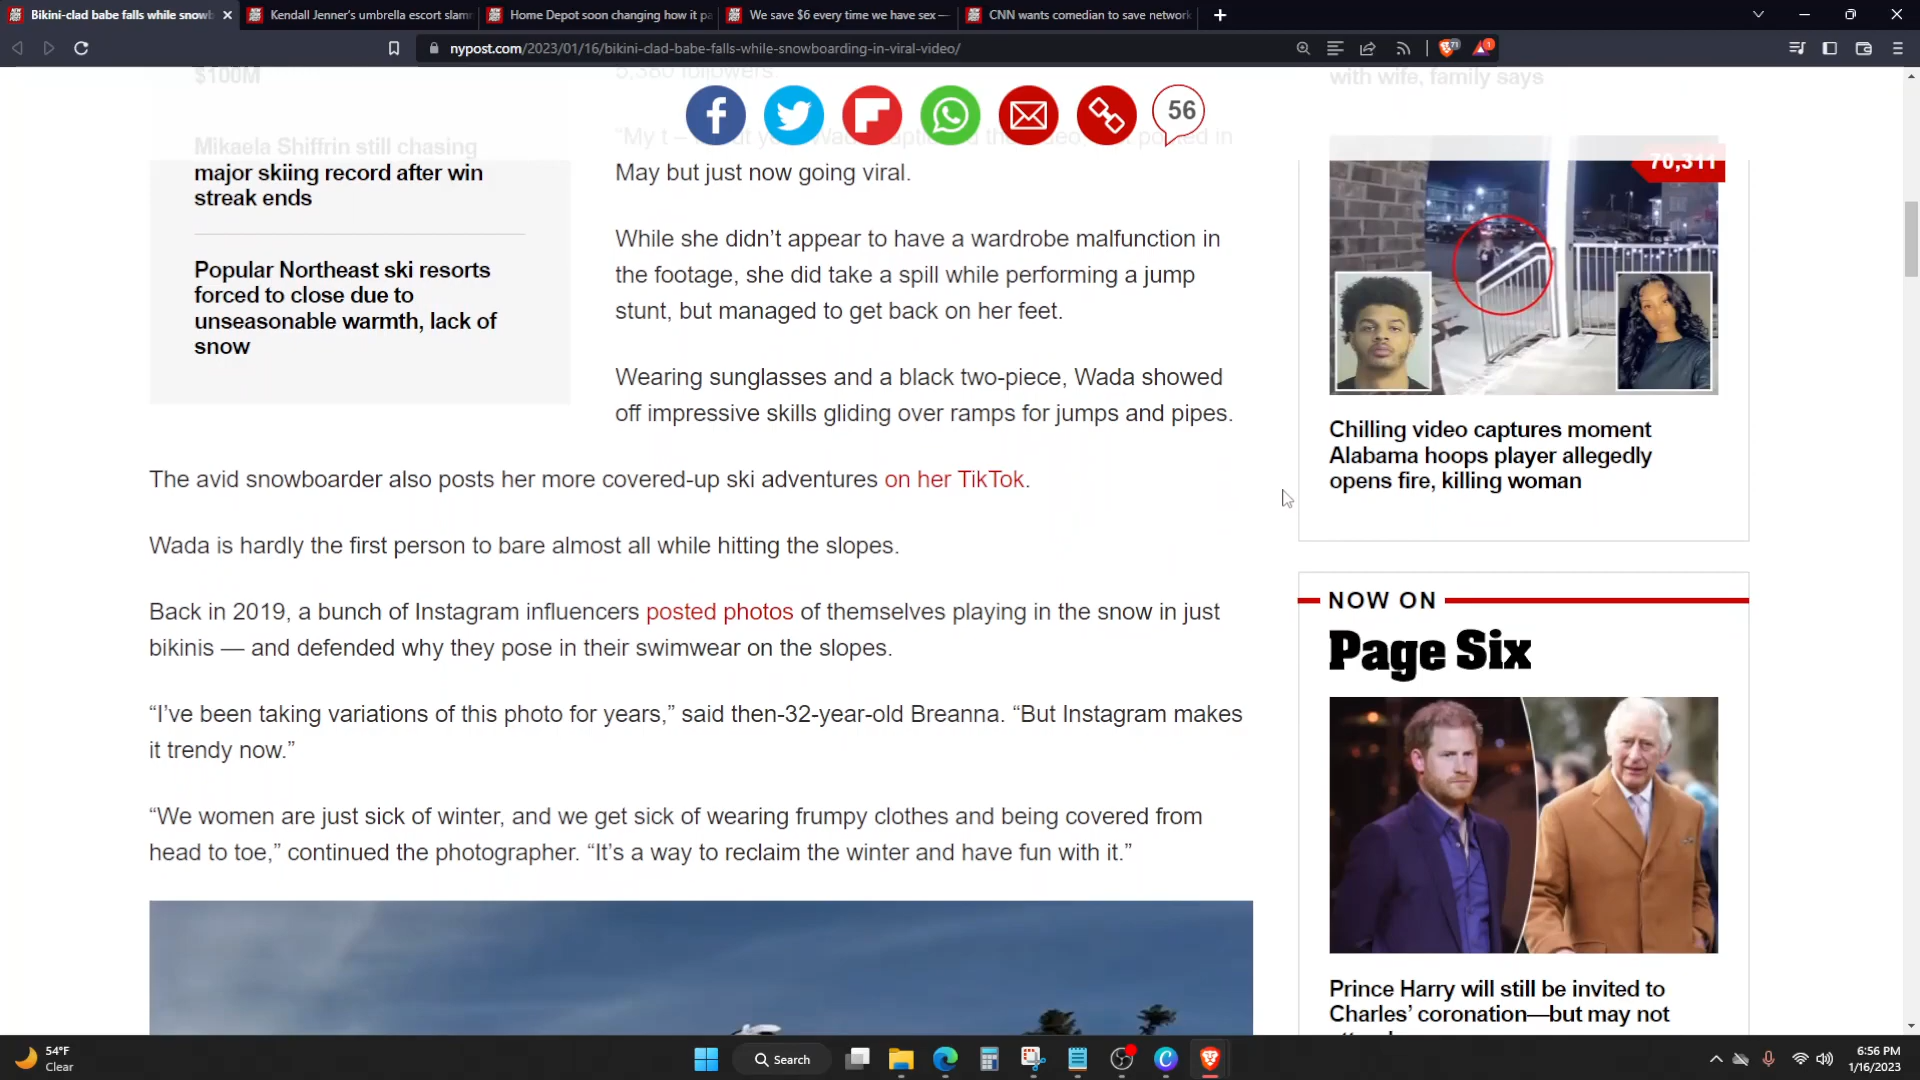 Bikini-clad babe falls while snowb
Kendall Jenner's umbrella escort slam
Home Depot soon changing how it pa
We save $6 every time we have sex —
CNN wants comedian to save network
nypost.com/2023/01/16/bikini-clad-babe-falls-while-snowboarding-in-viral-video/
71
1
$100M
Mikaela Shiffrin still chasing
major skiing record after win
streak ends
Popular Northeast ski resorts
forced to close due to
unseasonable warmth, lack of
snow
56
5,380 followers.
May but just now going viral.
While she didn't appear to have a wardrobe malfunction in
the footage, she did take a spill while performing a jump
stunt, but managed to get back on her feet.
Wearing sunglasses and a black two-piece, Wada showed
off impressive skills gliding over ramps for jumps and pipes.
The avid snowboarder also posts her more covered-up ski adventures on her TikTok.
Wada is hardly the first person to bare almost all while hitting the slopes.
Back in 2019, a bunch of Instagram influencers posted photos of themselves playing in the snow in just
bikinis — and defended why they pose in their swimwear on the slopes.
“I've been taking variations of this photo for years,” said then-32-year-old Breanna. “But Instagram makes
it trendy now.”
“We women are just sick of winter, and we get sick of wearing frumpy clothes and being covered from
head to toe,” continued the photographer. “It's a way to reclaim the winter and have fun with it.”
with wife, family says
70,311
Chilling video captures moment
Alabama hoops player allegedly
opens fire, killing woman
NOW ON
Page Six
Prince Harry will still be invited to
Charles' coronation—but may not
54°F
Clear
Search
6:56 PM
1/16/2023